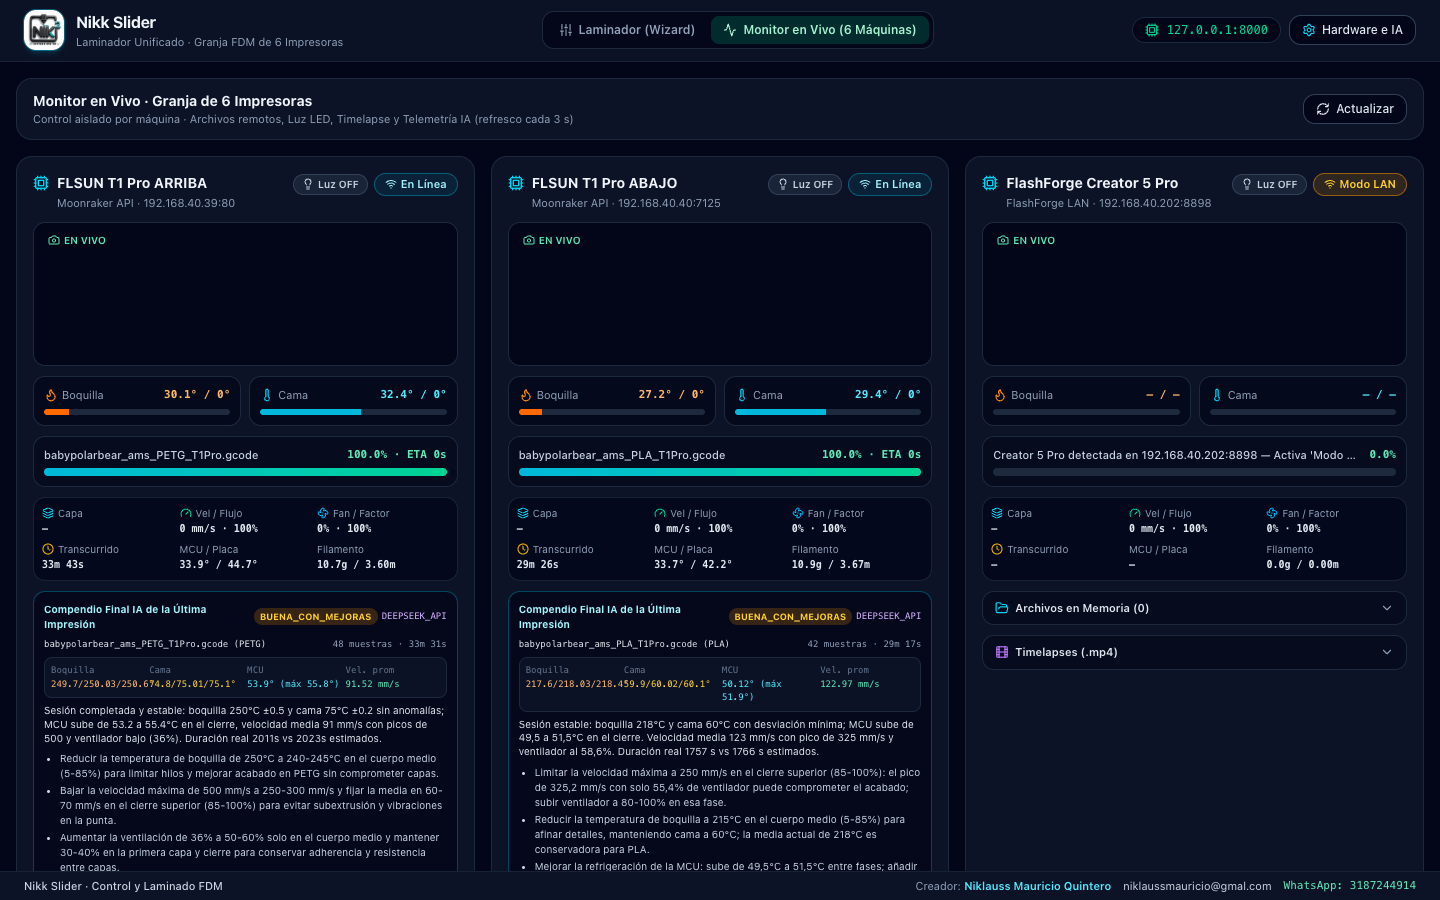 Nikk Slider
Laminador Unificado · Granja FDM de 6 Impresoras
Laminador (Wizard)
Monitor en Vivo (6 Máquinas)
127.0.0.1:8000
Hardware e IA
Monitor en Vivo · Granja de 6 Impresoras
Control aislado por máquina · Archivos remotos, Luz LED, Timelapse y Telemetría IA (refresco cada 3 s)
Actualizar
FLSUN T1 Pro ARRIBA
Luz OFF
En Línea
Moonraker API · 192.168.40.39:80
EN VIVO
Boquilla 30.1° / 0°
Cama 32.4° / 0°
babypolarbear_ams_PETG_T1Pro.gcode 100.0% · ETA 0s
Capa Vel / Flujo Fan / Factor
— 0 mm/s · 100% 0% · 100%
Transcurrido MCU / Placa Filamento
33m 43s 33.9° / 44.7° 10.7g / 3.60m
Compendio Final IA de la Última
Impresión
BUENA_CON_MEJORAS DEEPSEEK_API
babypolarbear_ams_PETG_T1Pro.gcode (PETG) 48 muestras · 33m 31s
Boquilla Cama MCU Vel. prom
249.7/250.03/250.6 74.8/75.01/75.1° 53.9° (máx 55.8°) 91.52 mm/s
Sesión completada y estable: boquilla 250°C ±0.5 y cama 75°C ±0.2 sin anomalías;
MCU sube de 53.2 a 55.4°C en el cierre, velocidad media 91 mm/s con picos de
500 y ventilador bajo (36%). Duración real 2011s vs 2023s estimados.
• Reducir la temperatura de boquilla de 250°C a 240-245°C en el cuerpo medio
(5-85%) para limitar hilos y mejorar acabado en PETG sin comprometer capas.
• Bajar la velocidad máxima de 500 mm/s a 250-300 mm/s y fijar la media en 60-
70 mm/s en el cierre superior (85-100%) para evitar subextrusión y vibraciones
en la punta.
• Aumentar la ventilación de 36% a 50-60% solo en el cuerpo medio y mantener
30-40% en la primera capa y cierre para conservar adherencia y resistencia
entre capas.
FLSUN T1 Pro ABAJO
Luz OFF
En Línea
Moonraker API · 192.168.40.40:7125
EN VIVO
Boquilla 27.2° / 0°
Cama 29.4° / 0°
babypolarbear_ams_PLA_T1Pro.gcode 100.0% · ETA 0s
Capa Vel / Flujo Fan / Factor
— 0 mm/s · 100% 0% · 100%
Transcurrido MCU / Placa Filamento
29m 26s 33.7° / 42.2° 10.9g / 3.67m
Compendio Final IA de la Última
Impresión
BUENA_CON_MEJORAS DEEPSEEK_API
babypolarbear_ams_PLA_T1Pro.gcode (PLA) 42 muestras · 29m 17s
Boquilla Cama MCU Vel. prom
217.6/218.03/218.4 59.9/60.02/60.1° 50.12° (máx 122.97 mm/s
51.9°)
Sesión estable: boquilla 218°C y cama 60°C con desviación mínima; MCU sube de
49,5 a 51,5°C en el cierre. Velocidad media 123 mm/s con pico de 325 mm/s y
ventilador al 58,6%. Duración real 1757 s vs 1766 s estimados.
• Limitar la velocidad máxima a 250 mm/s en el cierre superior (85-100%): el pico
de 325,2 mm/s con solo 55,4% de ventilador puede comprometer el acabado;
subir ventilador a 80-100% en esa fase.
• Reducir la temperatura de boquilla a 215°C en el cuerpo medio (5-85%) para
afinar detalles, manteniendo cama a 60°C; la media actual de 218°C es
conservadora para PLA.
• Mejorar la refrigeración de la MCU: sube de 49,5°C a 51,5°C entre fases; añadir
FlashForge Creator 5 Pro
Luz OFF
Modo LAN
FlashForge LAN · 192.168.40.202:8898
EN VIVO
Boquilla — / —
Cama — / —
Creator 5 Pro detectada en 192.168.40.202:8898 — Activa 'Modo ... 0.0%
Capa Vel / Flujo Fan / Factor
— 0 mm/s · 100% 0% · 100%
Transcurrido MCU / Placa Filamento
— — 0.0g / 0.00m
Archivos en Memoria (0)
Timelapses (.mp4)
Nikk Slider · Control y Laminado FDM
Creador: Niklauss Mauricio Quintero niklaussmauricio@gmal.com WhatsApp: 3187244914